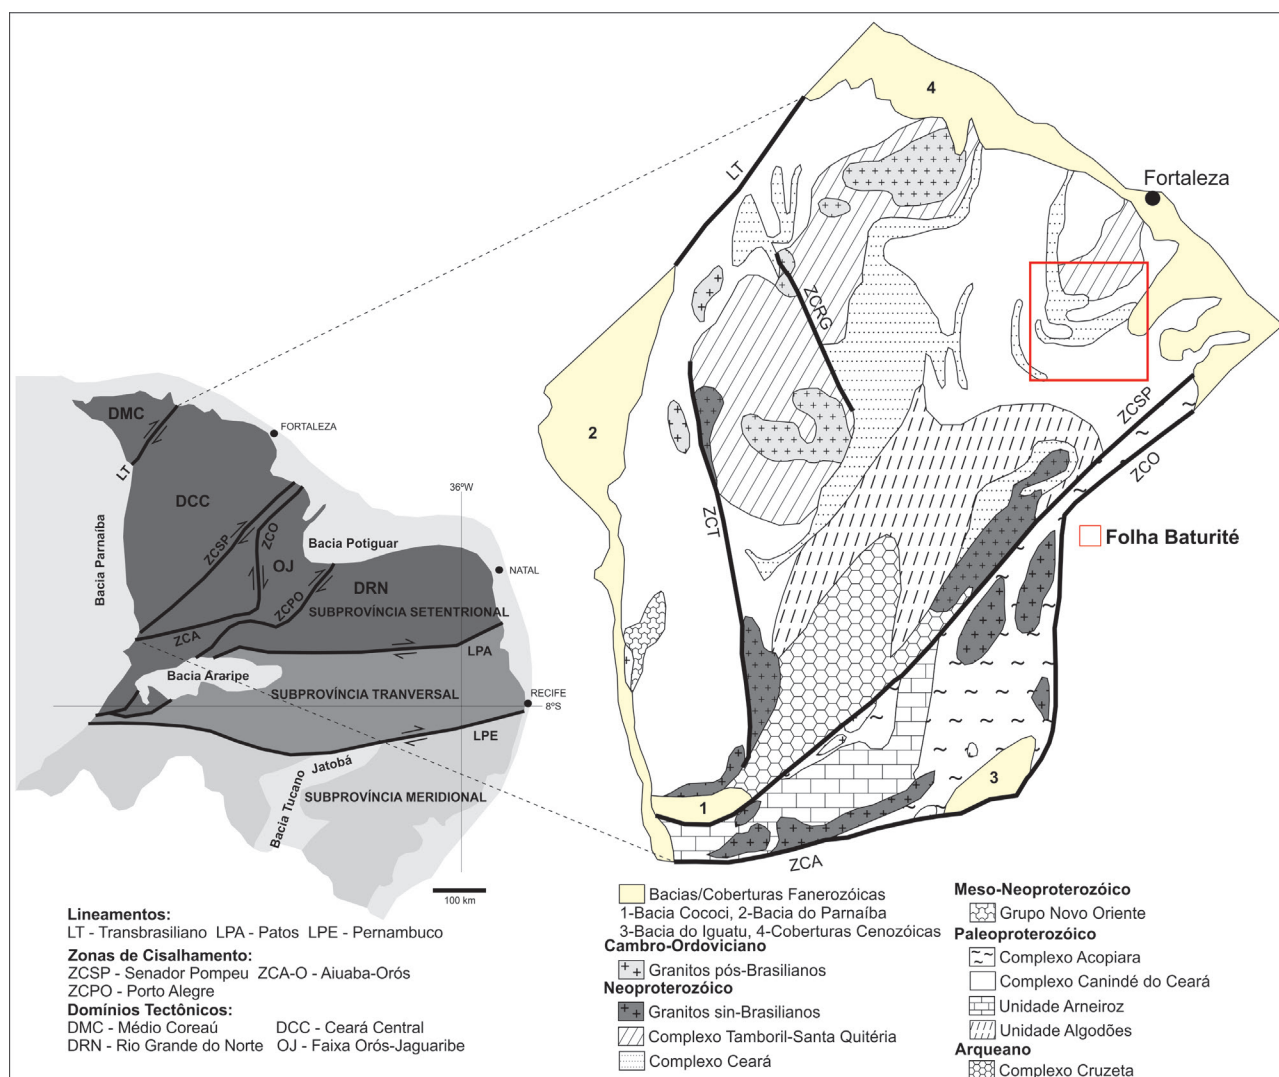 4
Fortaleza
LT
ZCRG
2
ZCSP
ZCO
ZCT
Folha Baturité
3
1
ZCA
DMC
FORTALEZA
LT
DCC
36ºW
ZCSP
ZCO
Bacia Potiguar
Bacia Parnaíba
OJ
DRN
NATAL
ZCPO
SUBPROVÍNCIA SETENTRIONAL
ZCA
LPA
Bacia Araripe
SUBPROVÍNCIA TRANVERSAL
RECIFE
8ºS
LPE
Jatobá
Bacia Tucano
SUBPROVÍNCIA MERIDIONAL
100 km
Lineamentos:
LT - Transbrasiliano LPA - Patos LPE - Pernambuco
Zonas de Cisalhamento:
ZCSP - Senador Pompeu ZCA-O - Aiuaba-Orós
ZCPO - Porto Alegre
Domínios Tectônicos:
DMC - Médio Coreaú DCC - Ceará Central
DRN - Rio Grande do Norte OJ - Faixa Orós-Jaguaribe
Bacias/Coberturas Fanerozóicas
1-Bacia Cococi, 2-Bacia do Parnaíba
3-Bacia do Iguatu, 4-Coberturas Cenozóicas
Cambro-Ordoviciano
Granitos pós-Brasilianos
Neoproterozóico
Granitos sin-Brasilianos
Complexo Tamboril-Santa Quitéria
Complexo Ceará
Meso-Neoproterozóico
Grupo Novo Oriente
Paleoproterozóico
Complexo Acopiara
Complexo Canindé do Ceará
Unidade Arneiroz
Unidade Algodões
Arqueano
Complexo Cruzeta